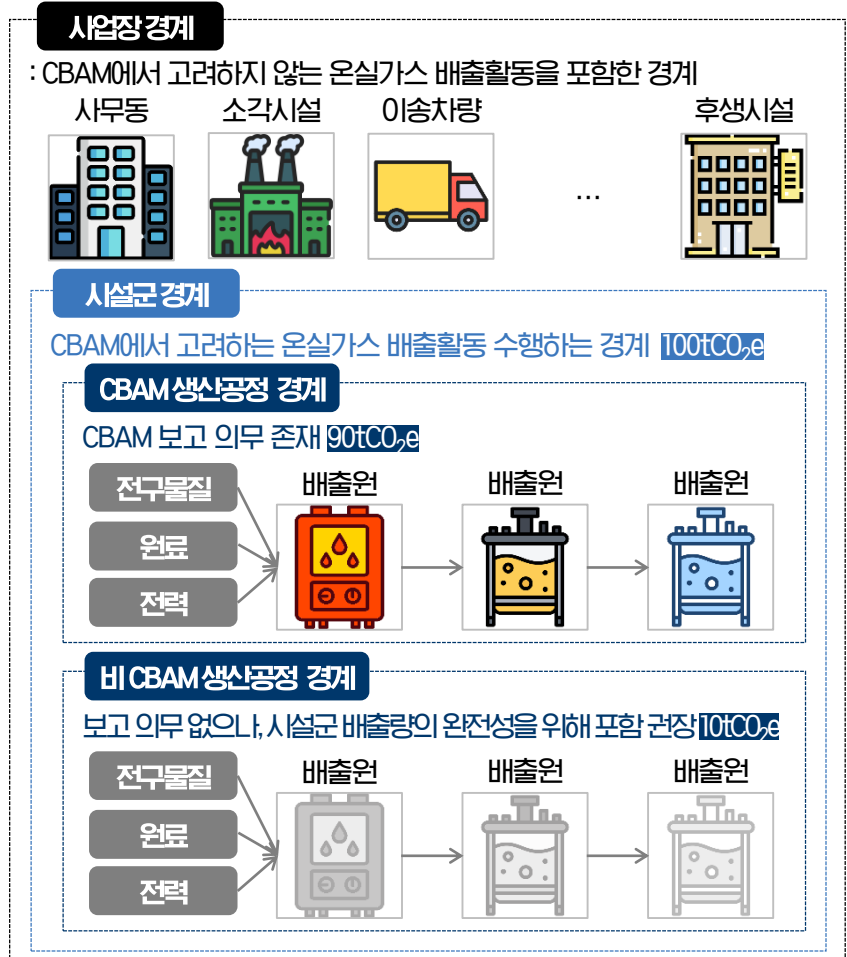 사업장 경계
: CBAM에서 고려하지 않는 온실가스 배출활동을 포함한 경계
사무동 소각시설 이송차량 후생시설
...
시설군 경계
CBAM에서 고려하는 온실가스 배출활동 수행하는 경계 100tCO₂e
CBAM 생산공정 경계
CBAM 보고 의무 존재 90tCO₂e
전구물질
원료
전력
배출원 배출원 배출원
비 CBAM 생산공정 경계
보고 의무 없으나, 시설군 배출량의 완전성을 위해 포함 권장 10tCO₂e
전구물질
원료
전력
배출원 배출원 배출원